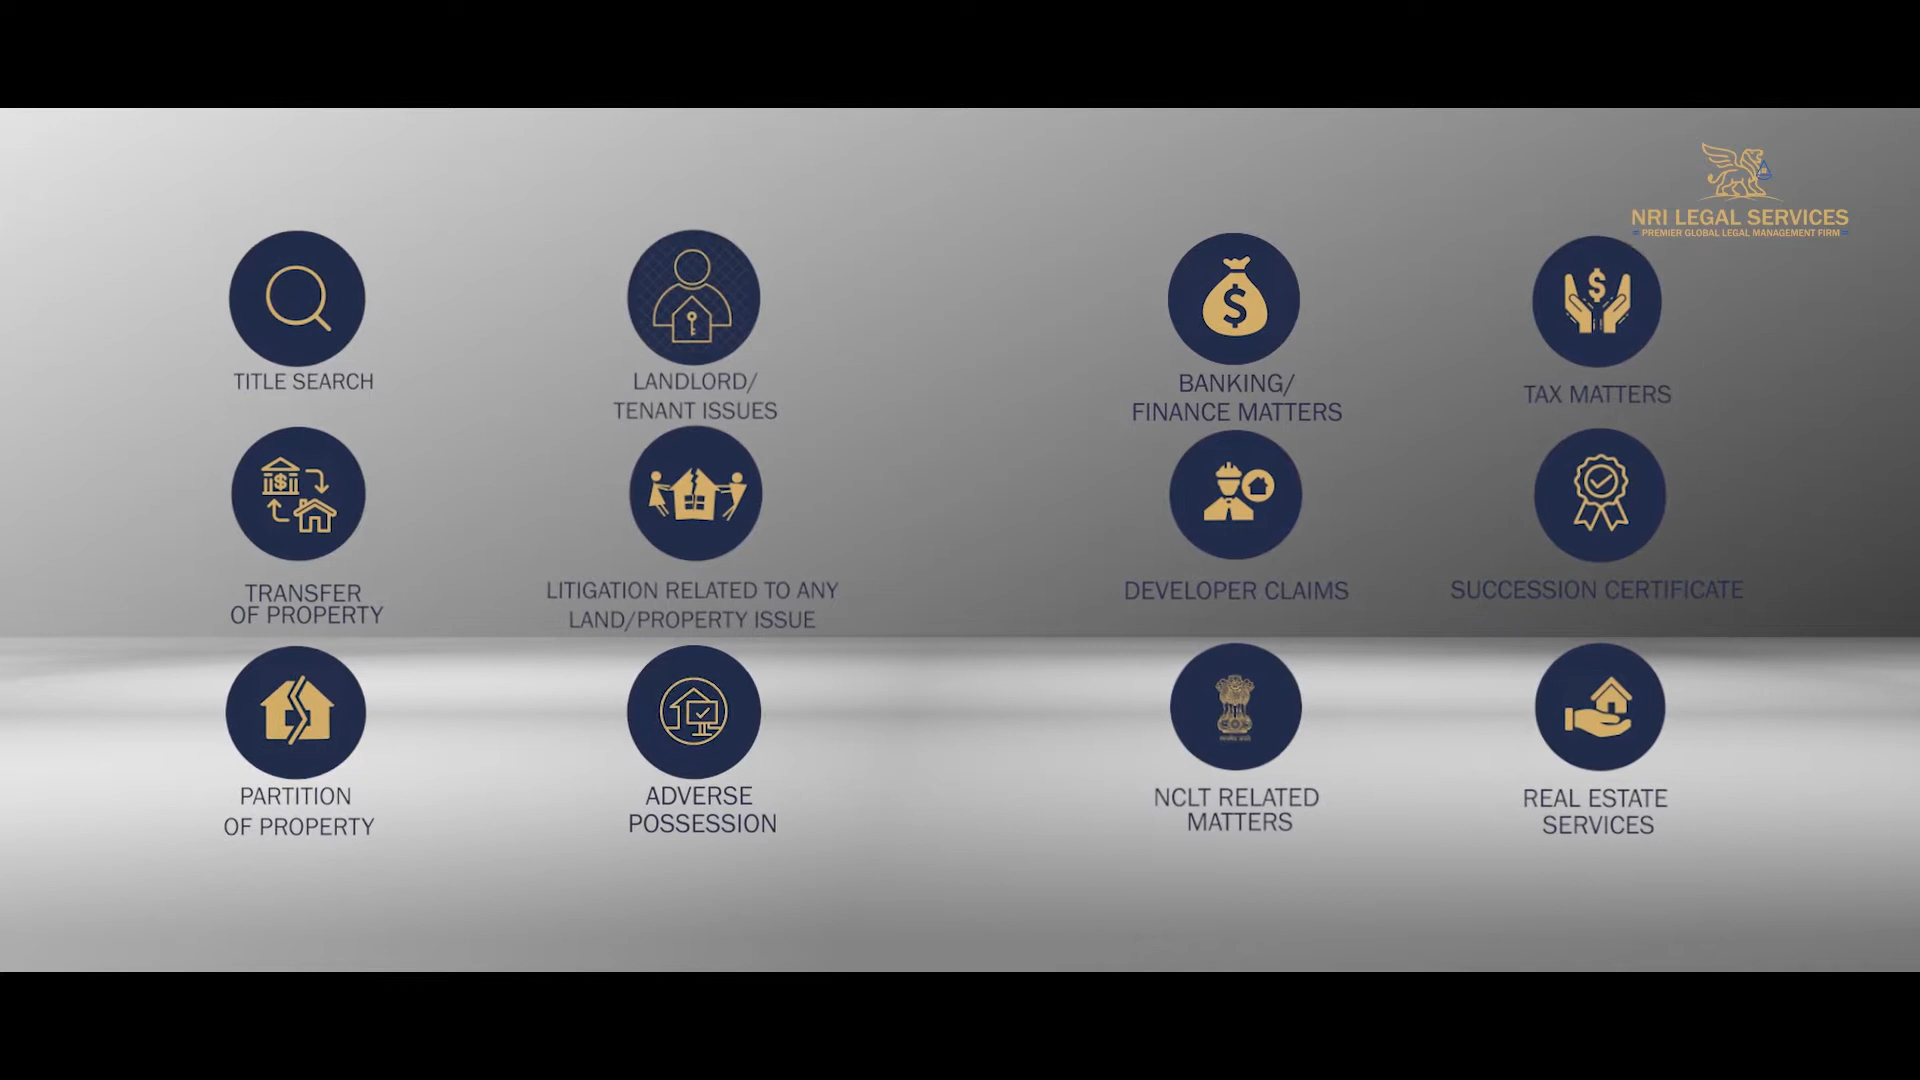 NRI LEGAL SERVICES
PREMIER GLOBAL LEGAL MANAGEMENT FIRM
TITLE SEARCH
LANDLORD/
TENANT ISSUES
BANKING/
FINANCE MATTERS
TAX MATTERS
TRANSFER
OF PROPERTY
LITIGATION RELATED TO ANY
LAND/PROPERTY ISSUE
DEVELOPER CLAIMS
SUCCESSION CERTIFICATE
PARTITION
OF PROPERTY
ADVERSE
POSSESSION
NCLT RELATED
MATTERS
REAL ESTATE
SERVICES